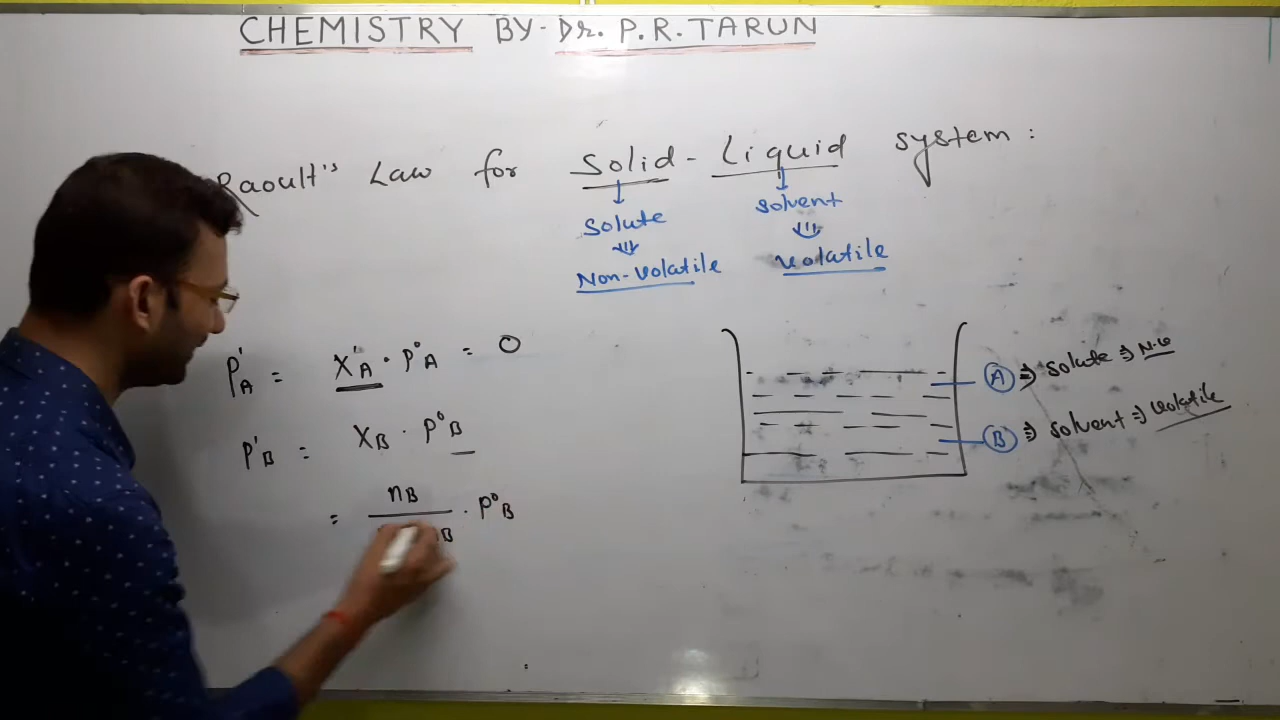 CHEMISTRY BY- Dr. P.R. TARUN
Raoult's Law for Solid - Liquid system:
Solute
Solvent
Non-Volatile
Volatile
P'A = X'A · P°A = 0
P'B = XB · P°B
= nB / B · P°B
A ⇒ Solute ⇒ N.V
B ⇒ Solvent ⇒ Volatile